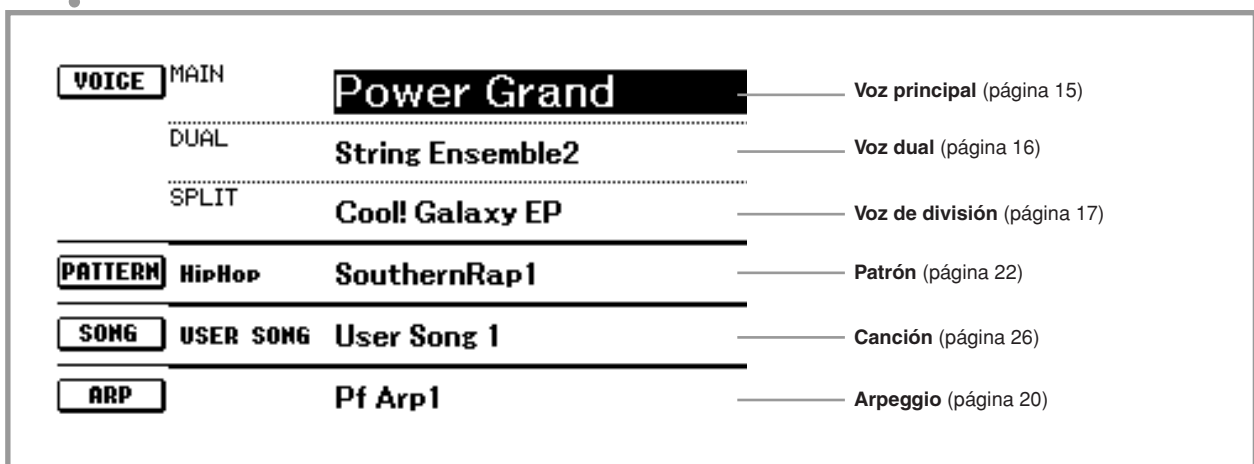 VOICE MAIN Power Grand Voz principal (página 15)
DUAL String Ensemble2 Voz dual (página 16)
SPLIT Cool! Galaxy EP Voz de división (página 17)
PATTERN HipHop SouthernRap1 Patrón (página 22)
SONG USER SONG User Song 1 Canción (página 26)
ARP Pf Arp1 Arpeggio (página 20)